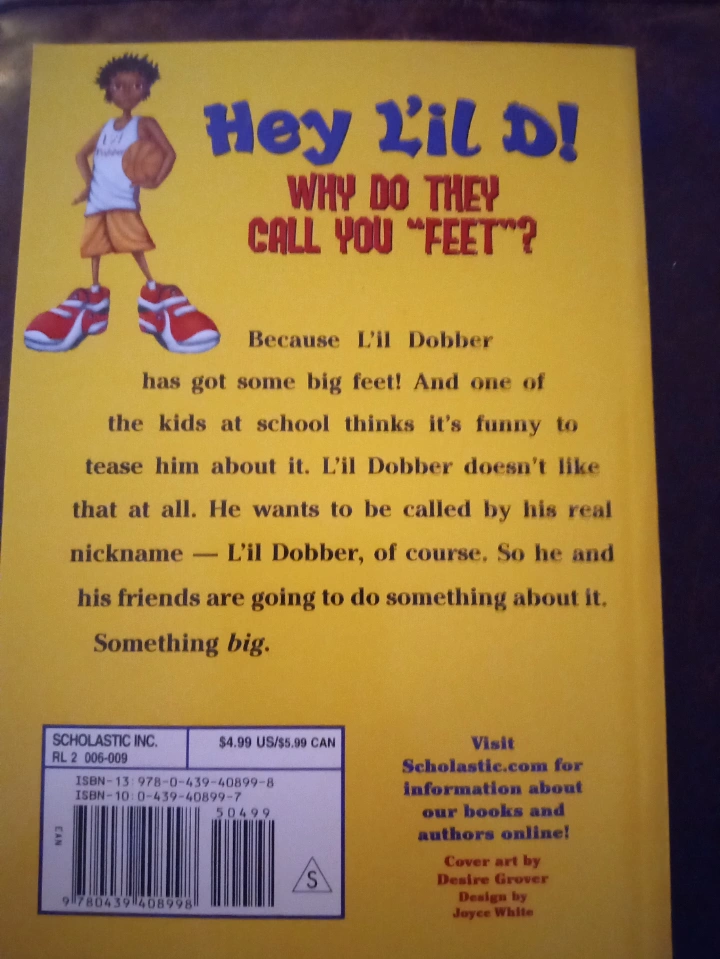 Hey L'il D!
WHY DO THEY
CALL YOU "FEET"?
L'il
Dobber
Because L'il Dobber
has got some big feet! And one of
the kids at school thinks it's funny to
tease him about it. L'il Dobber doesn't like
that at all. He wants to be called by his real
nickname — L'il Dobber, of course. So he and
his friends are going to do something about it.
Something big.
SCHOLASTIC INC.
RL 2 006-009
$4.99 US/$5.99 CAN
ISBN-13: 978-0-439-40899-8
ISBN-10: 0-439-40899-7
50499
EAN
S
9 780439 408998
Visit
Scholastic.com for
information about
our books and
authors online!
Cover art by
Desire Grover
Design by
Joyce White